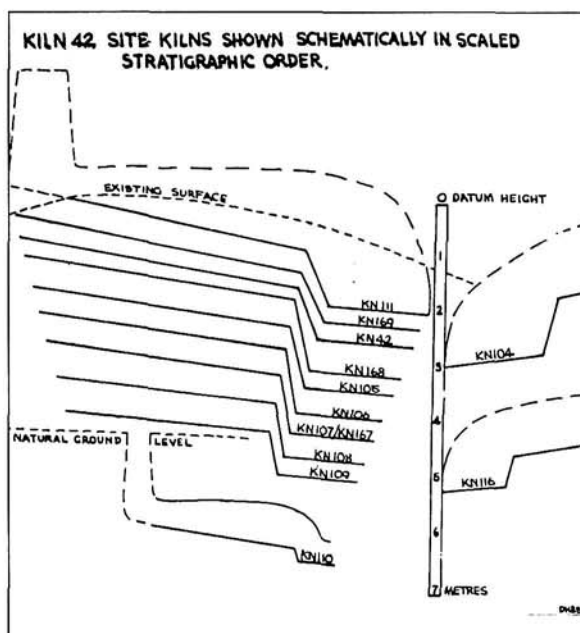 KILN 42, SITE KILNS SHOWN SCHEMATICALLY IN SCALED
STRATIGRAPHIC ORDER.
EXISTING SURFACE
0 DATUM HEIGHT
1
KN111
2
KN169
KN42
KN104
3
KN168
KN105
KN106
4
KN107/KN167
NATURAL GROUND LEVEL
KN108
KN109
5
KN116
6
KN110
7 METRES